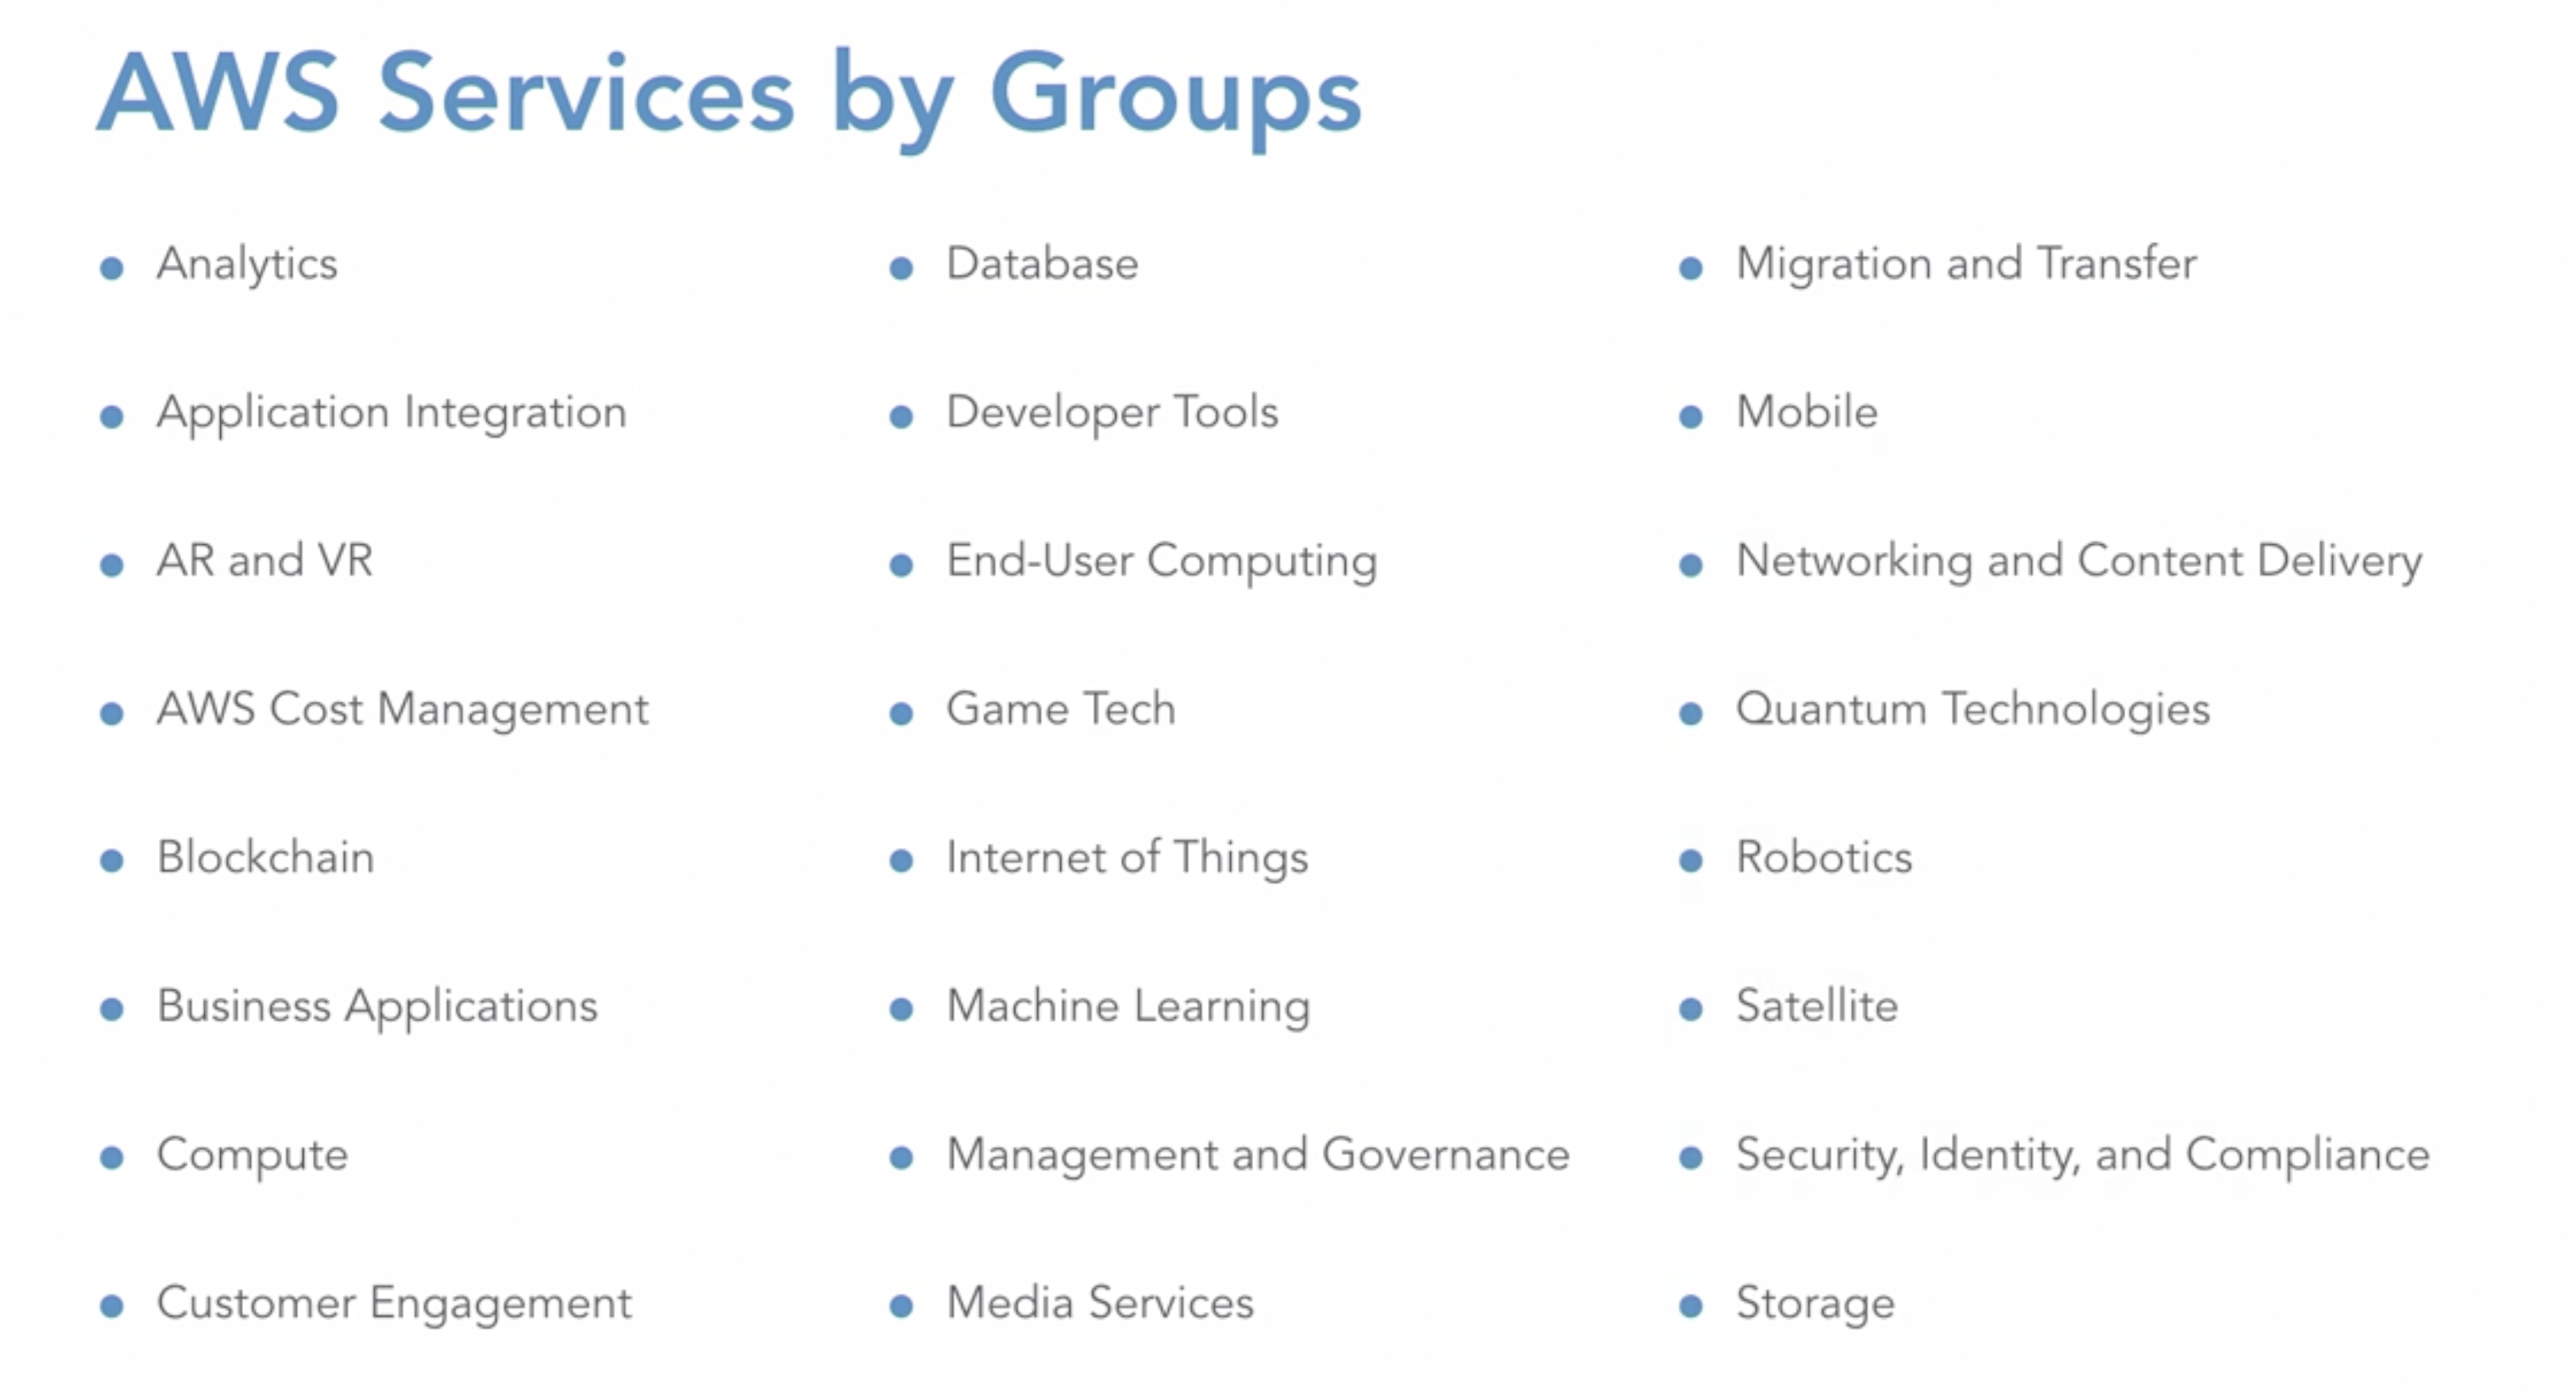 AWS Services by Groups
Analytics
Application Integration
AR and VR
AWS Cost Management
Blockchain
Business Applications
Compute
Customer Engagement
Database
Developer Tools
End-User Computing
Game Tech
Internet of Things
Machine Learning
Management and Governance
Media Services
Migration and Transfer
Mobile
Networking and Content Delivery
Quantum Technologies
Robotics
Satellite
Security, Identity, and Compliance
Storage